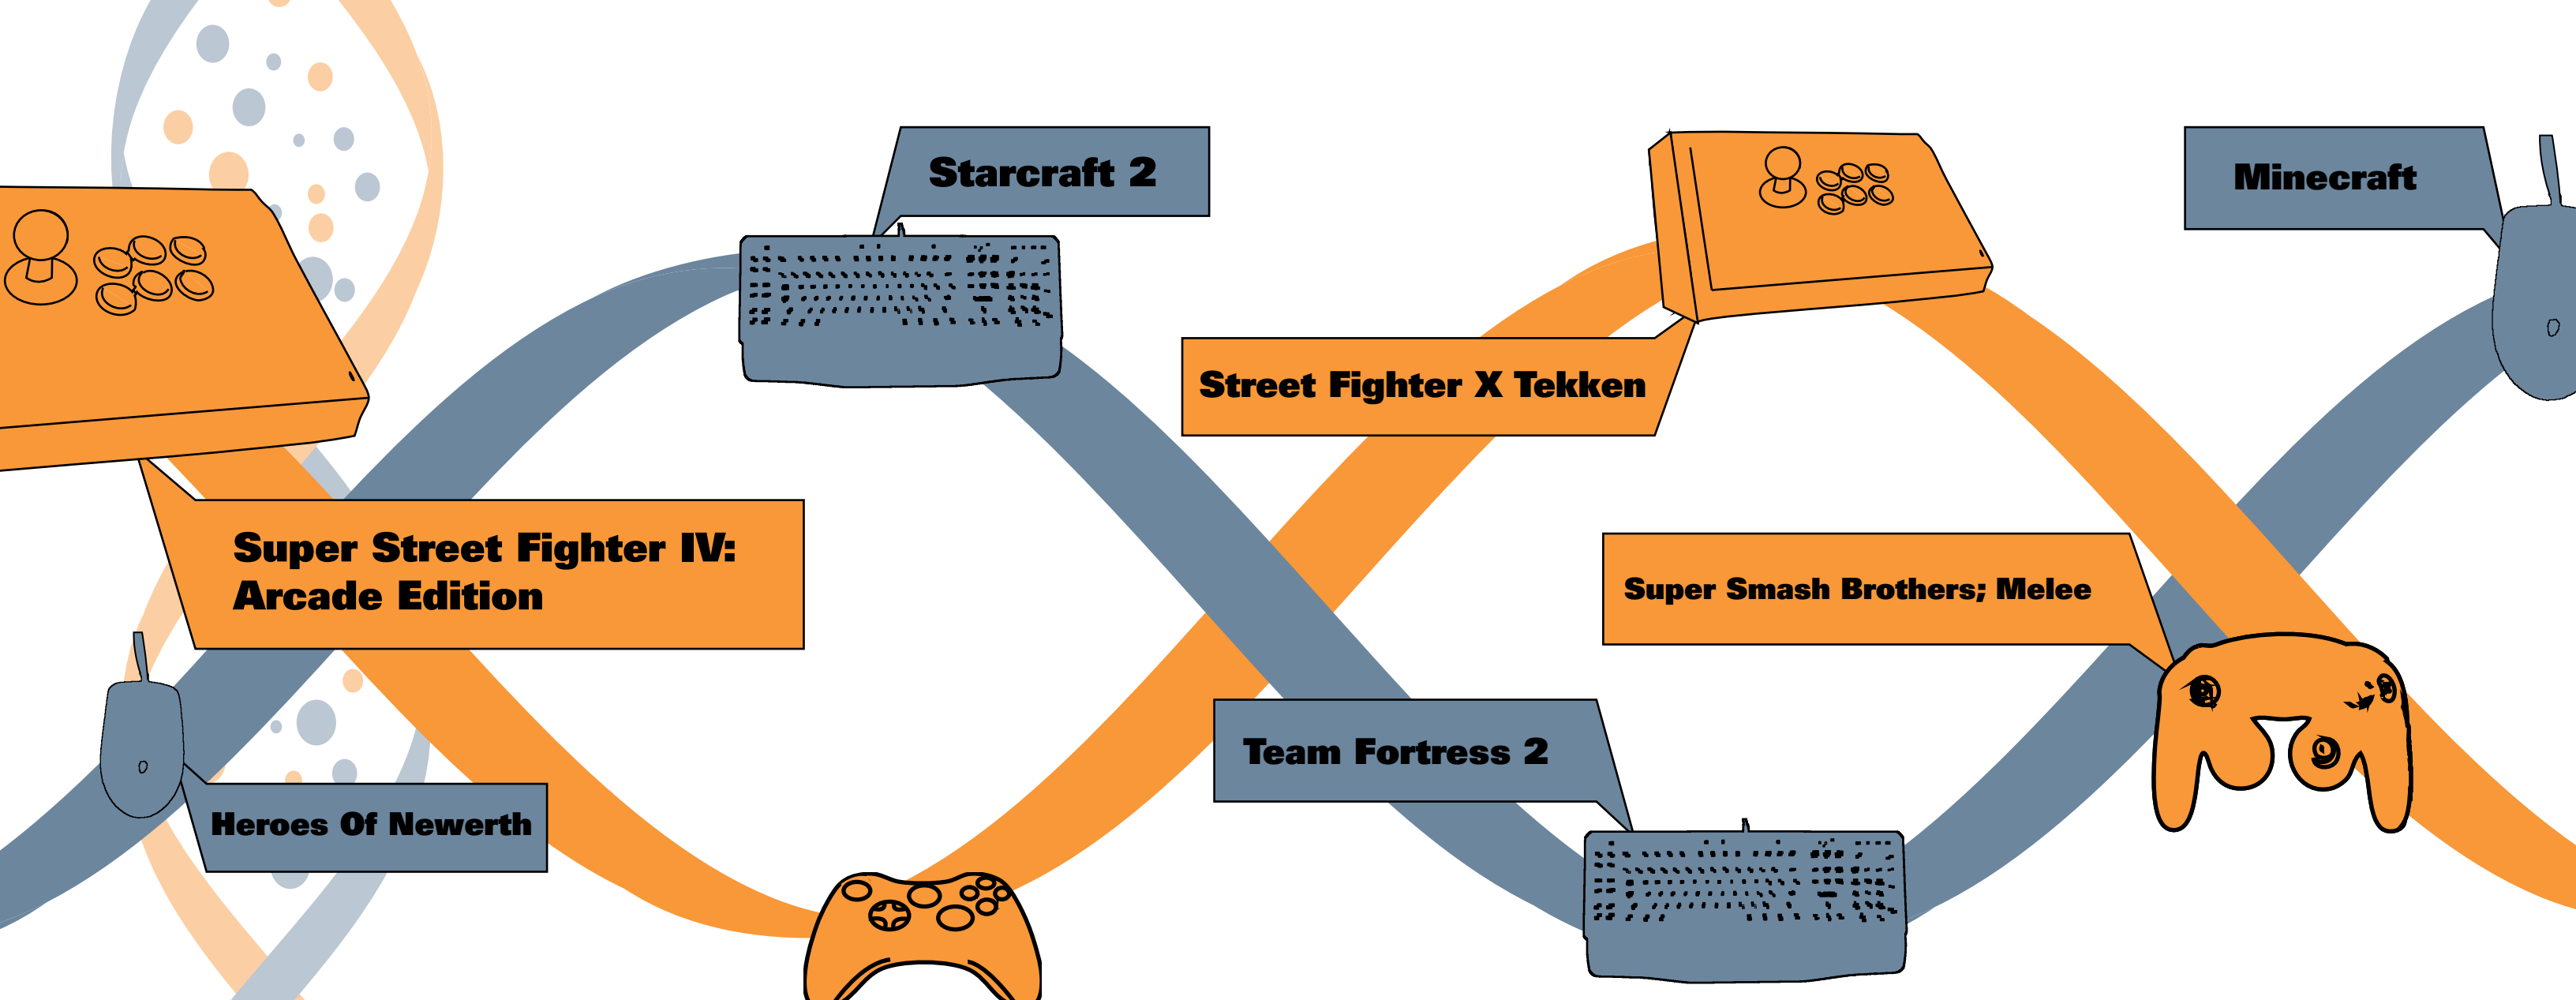 Starcraft 2
Minecraft
Street Fighter X Tekken
Super Street Fighter IV:
Arcade Edition
Super Smash Brothers; Melee
Team Fortress 2
Heroes Of Newerth